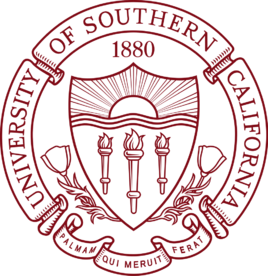 UNIVERSITY OF SOUTHERN CALIFORNIA
1880
PALMAM QUI MERUIT FERAT